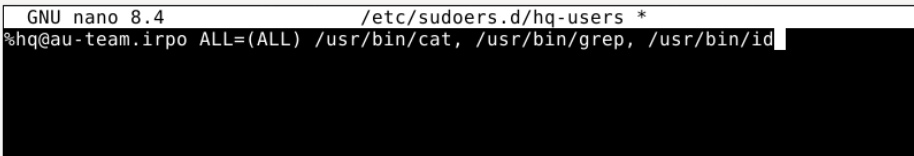 GNU nano 8.4 /etc/sudoers.d/hq-users *
%hq@au-team.irpo ALL=(ALL) /usr/bin/cat, /usr/bin/grep, /usr/bin/id